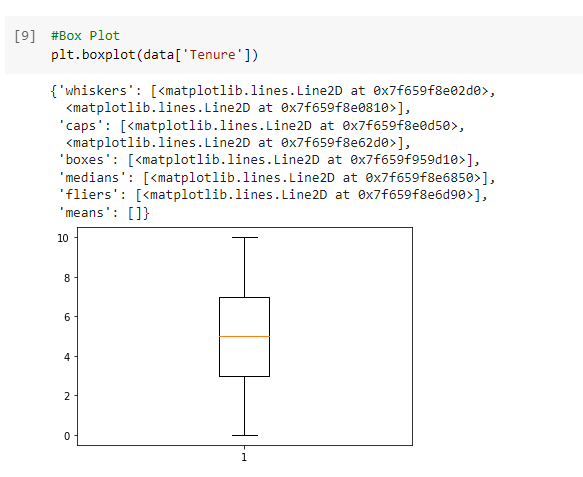 [9] #Box Plot
plt.boxplot(data['Tenure'])
{'whiskers': [<matplotlib.lines.Line2D at 0x7f659f8e02d0>,
<matplotlib.lines.Line2D at 0x7f659f8e0810>],
'caps': [<matplotlib.lines.Line2D at 0x7f659f8e0d50>,
<matplotlib.lines.Line2D at 0x7f659f8e62d0>],
'boxes': [<matplotlib.lines.Line2D at 0x7f659f959d10>],
'medians': [<matplotlib.lines.Line2D at 0x7f659f8e6850>],
'fliers': [<matplotlib.lines.Line2D at 0x7f659f8e6d90>],
'means': []}
10
8
6
4
2
0
1